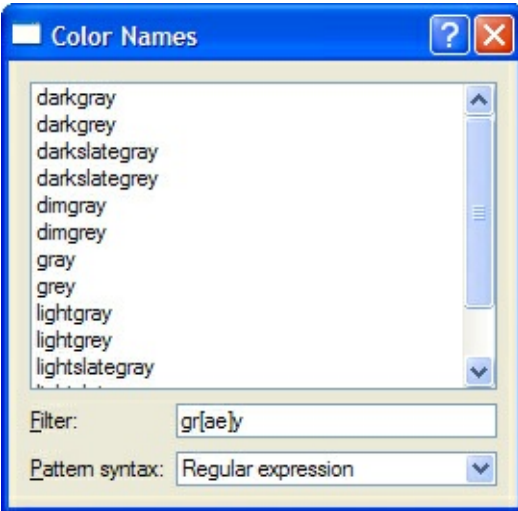 Color Names
darkgray
darkgrey
darkslategray
darkslategrey
dimgray
dimgrey
gray
grey
lightgray
lightgrey
lightslategray
Filter: gr[ae]y
Pattern syntax: Regular expression